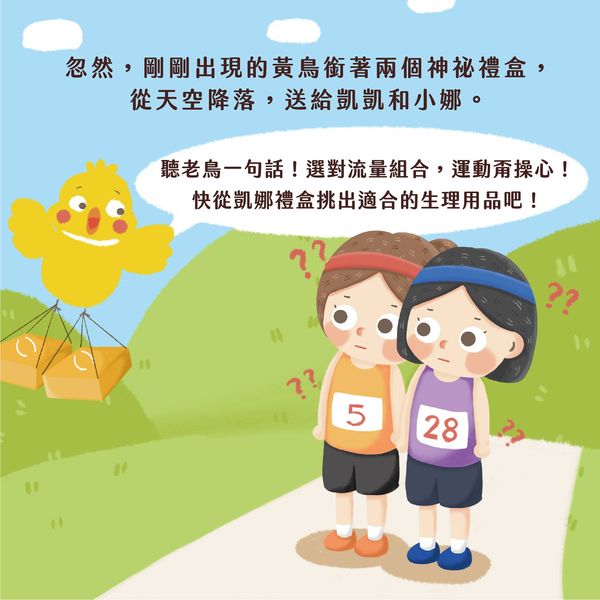 忽然，剛剛出現的黃鳥銜著兩個神祕禮盒，
從天空降落，送給凱凱和小娜。
聽老鳥一句話！選對流量組合，運動甭操心！
快從凱娜禮盒挑出適合的生理用品吧！
??
??
??
??
5
28